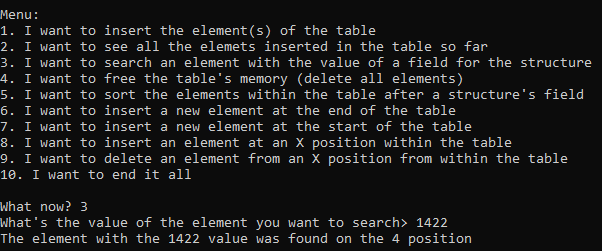 Menu:
1. I want to insert the element(s) of the table
2. I want to see all the elemets inserted in the table so far
3. I want to search an element with the value of a field for the structure
4. I want to free the table's memory (delete all elements)
5. I want to sort the elements within the table after a structure's field
6. I want to insert a new element at the end of the table
7. I want to insert a new element at the start of the table
8. I want to insert an element at an X position within the table
9. I want to delete an element from an X position from within the table
10. I want to end it all
What now? 3
What's the value of the element you want to search> 1422
The element with the 1422 value was found on the 4 position